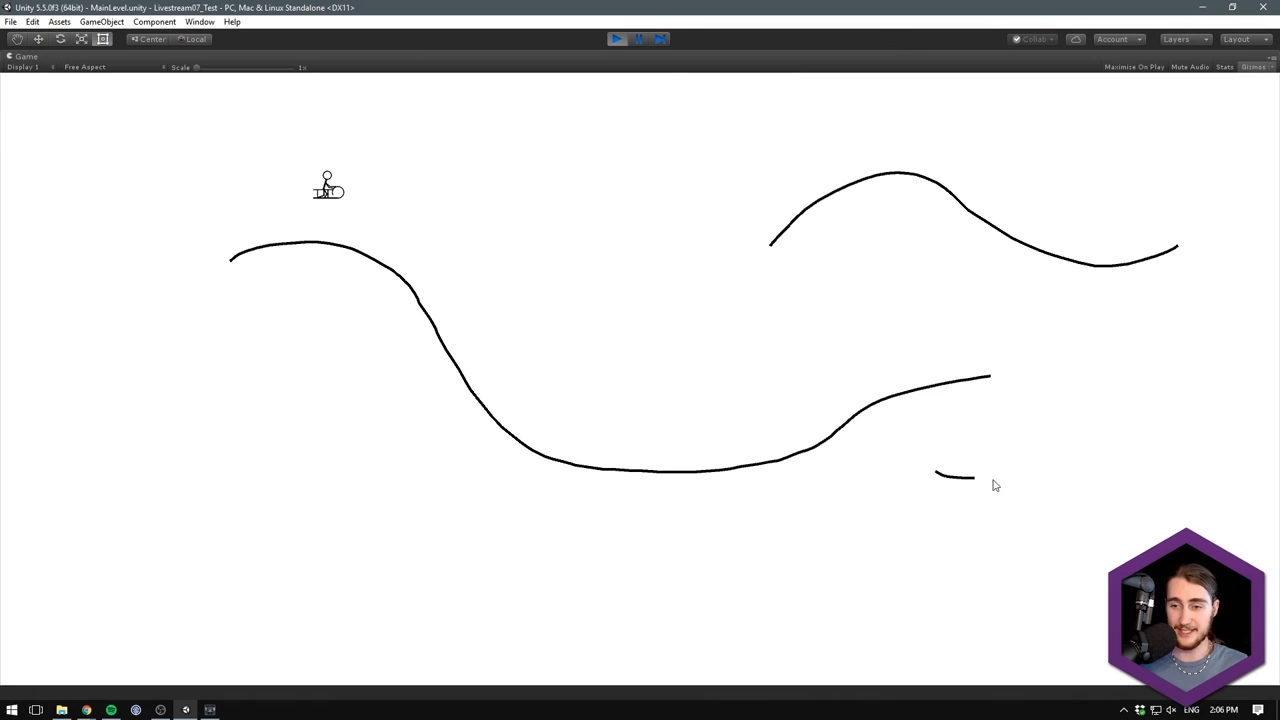 Unity 5.5.0f3 (64bit) - MainLevel.unity - Livestream07_Test - PC, Mac & Linux Standalone <DX11>
File Edit Assets GameObject Component Window Help
Center Local Collab Account Layers Layout
Game
Display 1 Free Aspect Scale 1x Maximize On Play Mute Audio Stats Gizmos
ENG 2:06 PM